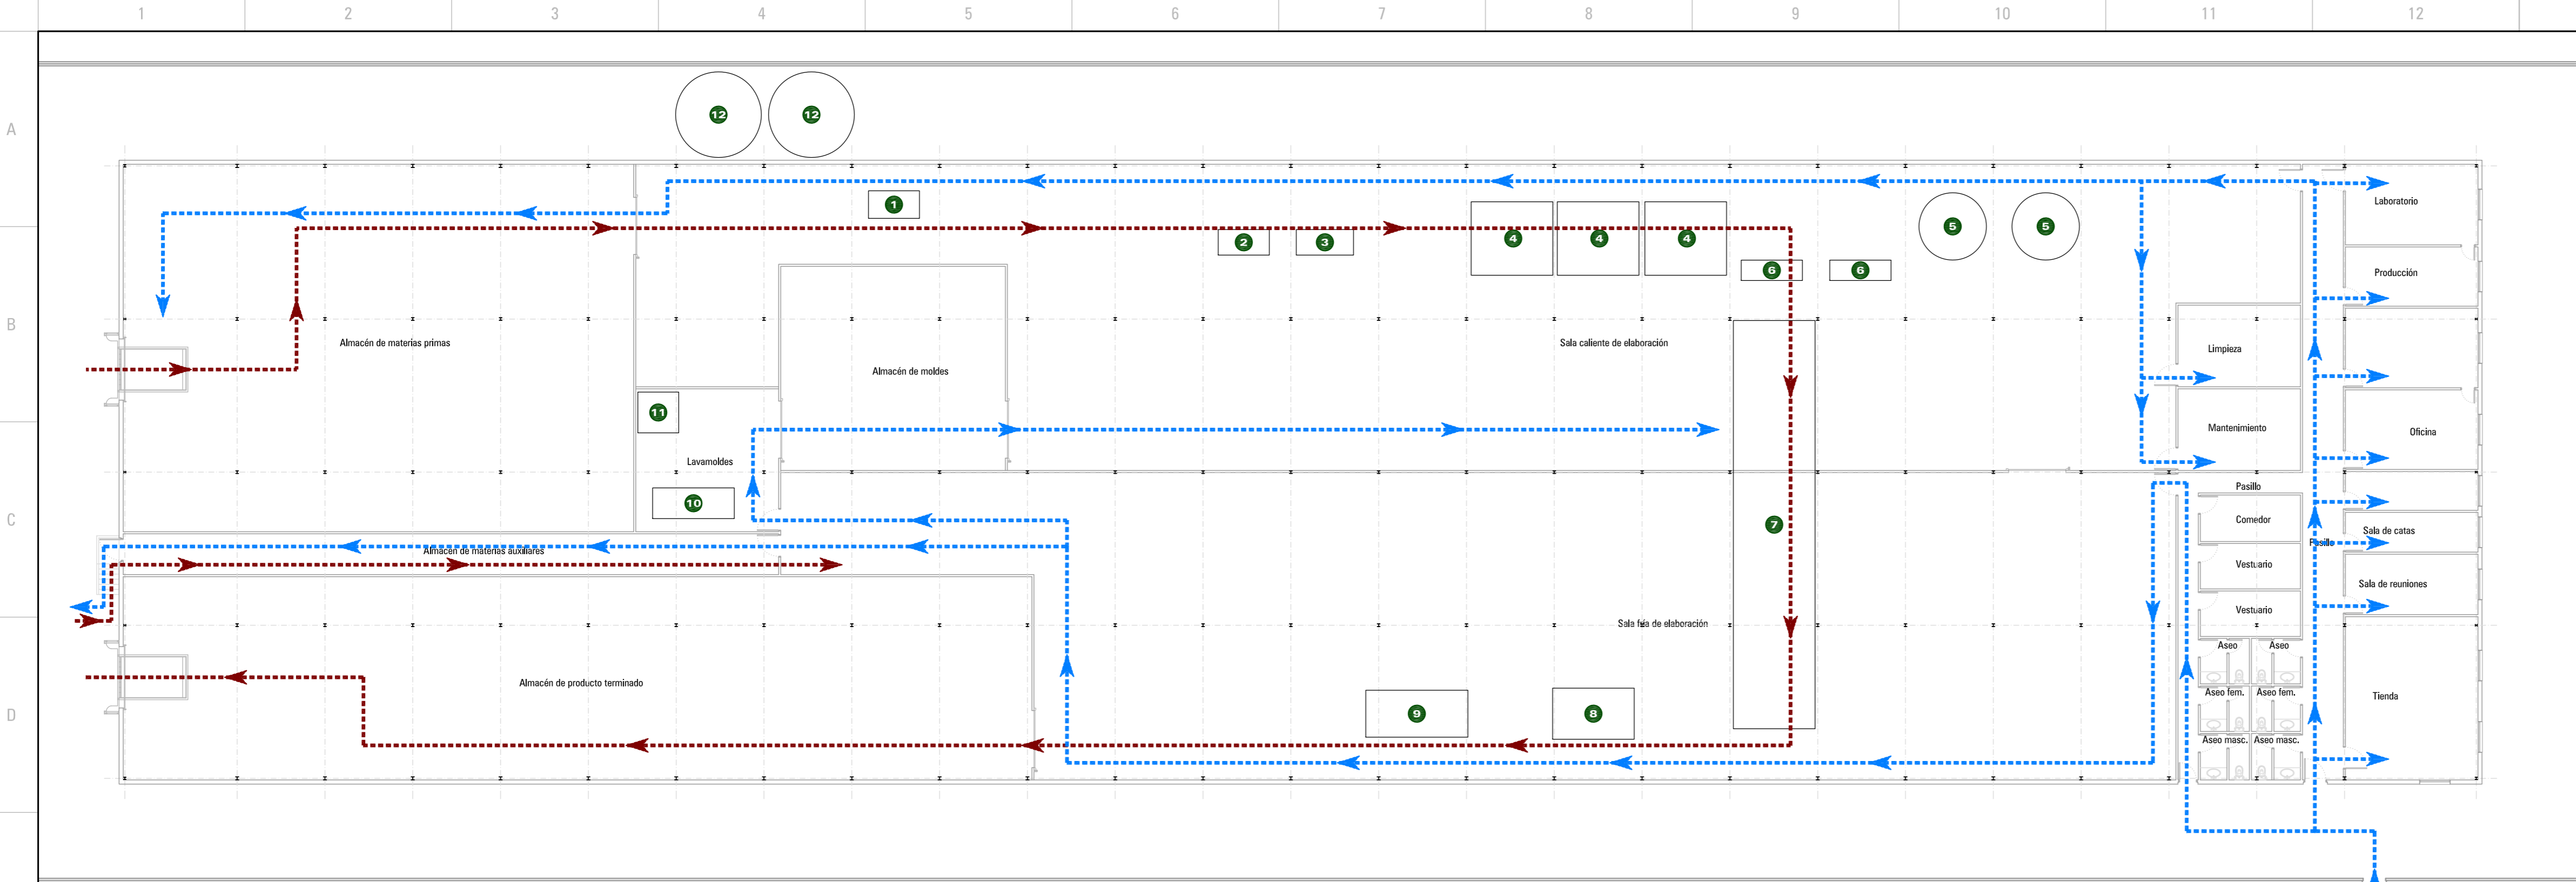 1 2 3 4 5 6 7 8 9 10 11 12
A
12 12
1
Laboratorio
5 5
4 4 4
2 3
6 6
Producción
B
Almacén de materias primas
Sala caliente de elaboración
Limpieza
Almacén de moldes
11
Mantenimiento
Oficina
Lavamoldes
Pasillo
10
C
Comedor
7
Sala de catas
Pasillo
Almacén de materias auxiliares
Vestuario
Sala de reuniones
Vestuario
Sala fría de elaboración
Aseo Aseo
Almacén de producto terminado
Aseo fem. Aseo fem.
Tienda
9 8
D
Aseo masc. Aseo masc.